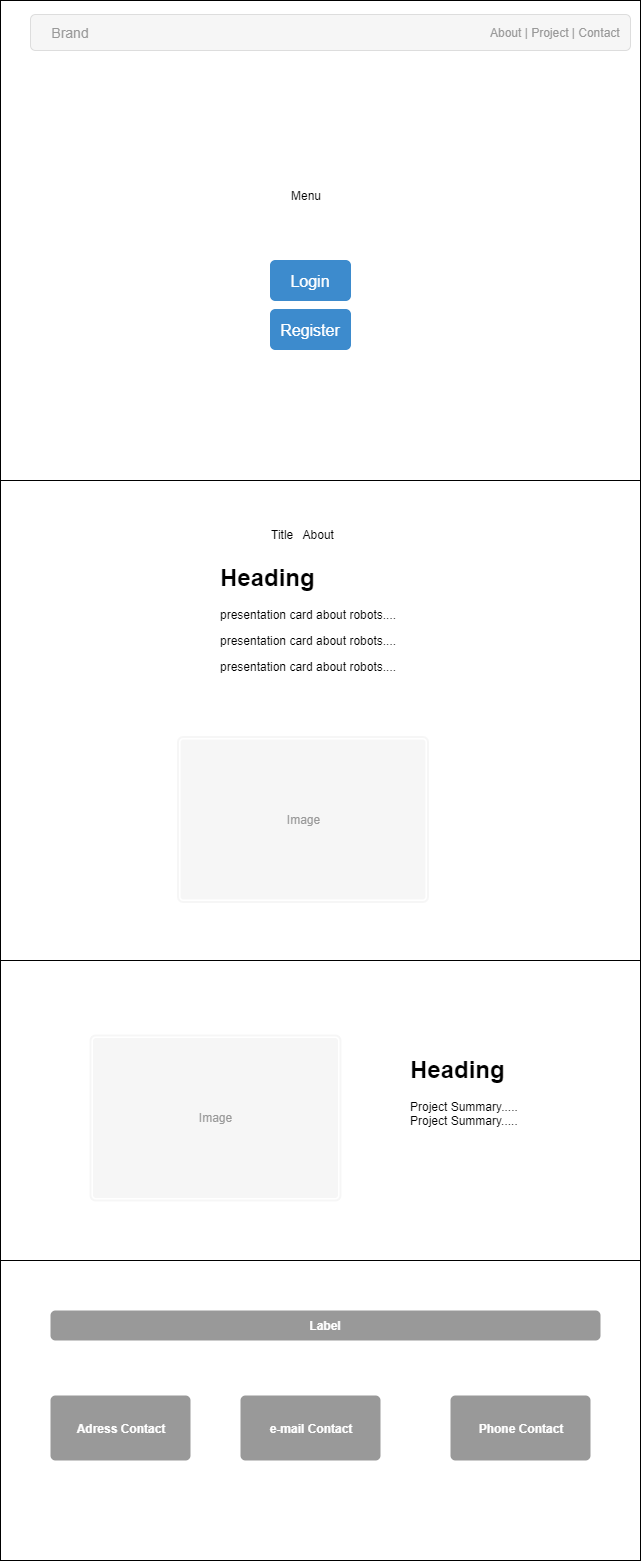 Brand
About | Project | Contact
Menu
Login
Register
Title About
Heading
presentation card about robots....
presentation card about robots....
presentation card about robots....
Image
Image
Heading
Project Summary.....
Project Summary.....
Label
Adress Contact
e-mail Contact
Phone Contact